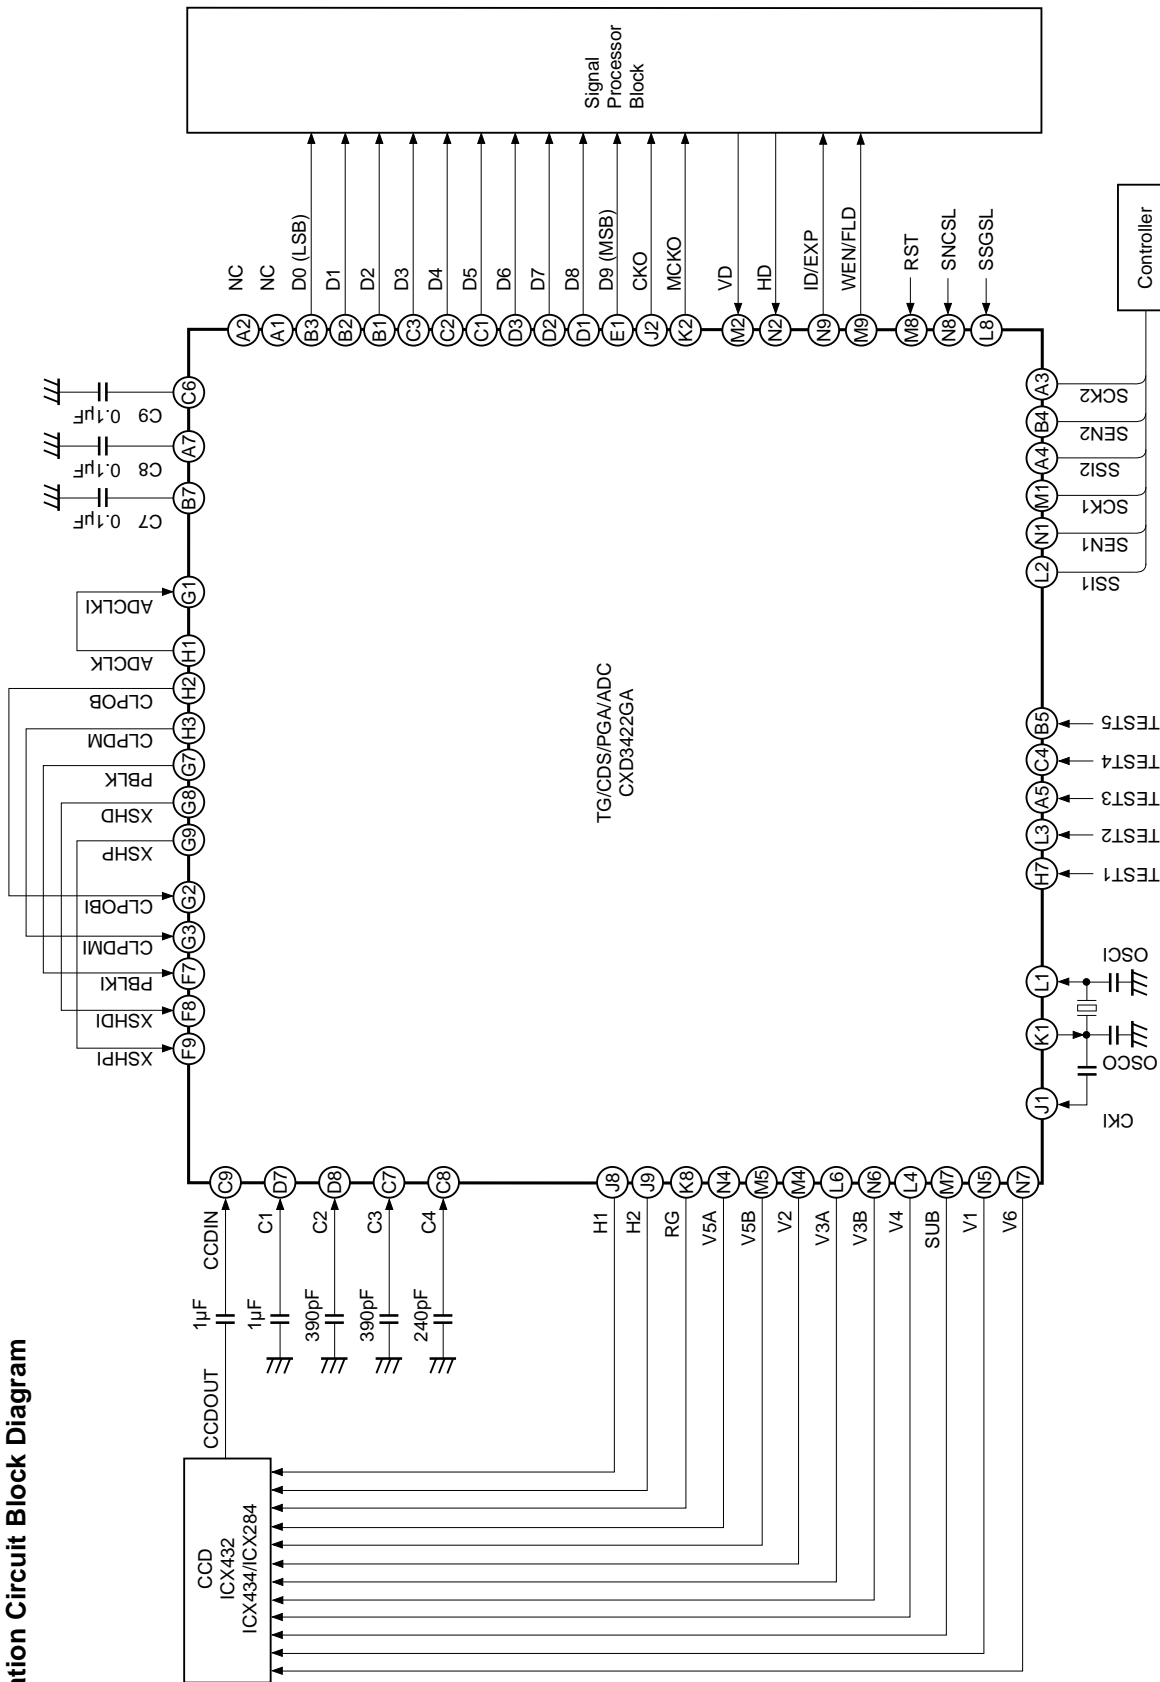 ation Circuit Block Diagram
Signal
Processor
Block
NC
NC
D0 (LSB)
D1
D2
D3
D4
D5
D6
D7
D8
D9 (MSB)
CKO
MCKO
VD
HD
ID/EXP
WEN/FLD
RST
SNCSL
SSGSL
Controller
A2
A1
B3
B2
B1
C3
C2
C1
D3
D2
D1
E1
J2
K2
M2
N2
N9
M9
M8
N8
L8
C6
A7
B7
C9 0.1µF
C8 0.1µF
C7 0.1µF
G1
H1
H2
H3
G7
G8
G9
G2
G3
F7
F8
F9
ADCLKI
ADCLK
CLPOB
CLPDM
PBLK
XSHD
XSHP
CLPOBI
CLPDMI
PBLKI
XSHDI
XSHPI
TG/CDS/PGA/ADC
CXD3422GA
A3
B4
A4
M1
N1
L2
SCK2
SEN2
SSI2
SCK1
SEN1
SSI1
B5
C4
A5
L3
H7
TEST5
TEST4
TEST3
TEST2
TEST1
L1
K1
J1
OSCI
OSCO
CKI
C9
D7
D8
C7
C8
CCDIN
C1
C2
C3
C4
1µF
1µF
390pF
390pF
240pF
CCDOUT
J8
J9
K8
N4
M5
M4
L6
N6
L4
M7
N5
N7
H1
H2
RG
V5A
V5B
V2
V3A
V3B
V4
SUB
V1
V6
CCD
ICX432
ICX434/ICX284